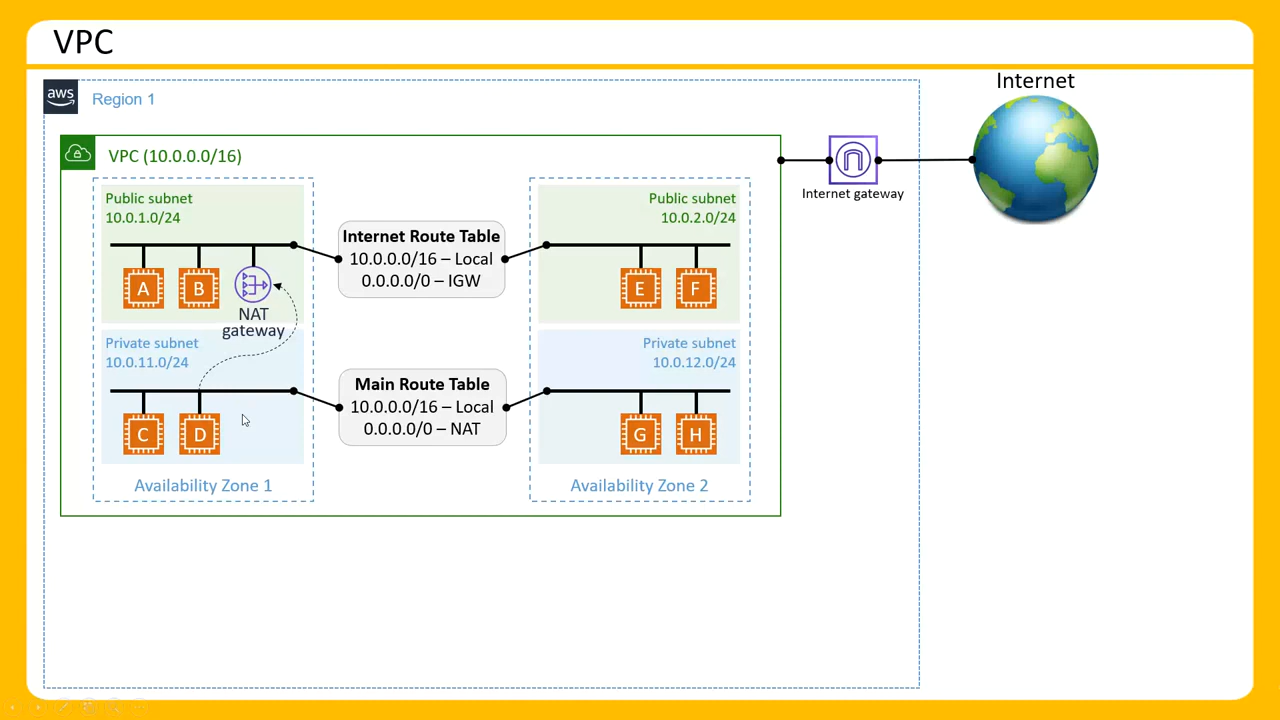 VPC
aws
Region 1
Internet
VPC (10.0.0.0/16)
Internet gateway
Public subnet
10.0.1.0/24
A
B
NAT
gateway
Internet Route Table
10.0.0.0/16 – Local
0.0.0.0/0 – IGW
Public subnet
10.0.2.0/24
E
F
Private subnet
10.0.11.0/24
C
D
Main Route Table
10.0.0.0/16 – Local
0.0.0.0/0 – NAT
Private subnet
10.0.12.0/24
G
H
Availability Zone 1
Availability Zone 2